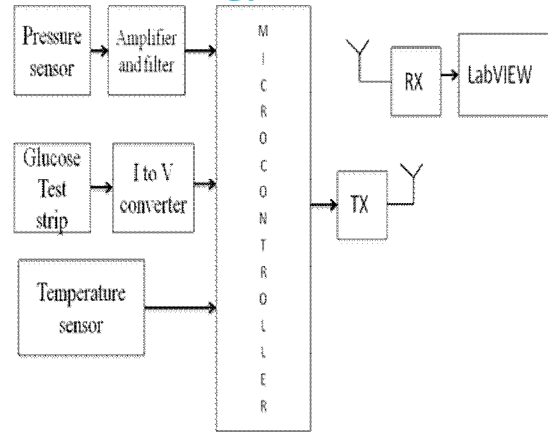 Pressure
sensor
Amplifier
and filter
Glucose
Test
strip
I to V
converter
Temperature
sensor
M
I
C
R
O
C
O
N
T
R
O
L
L
E
R
RX
LabVIEW
TX